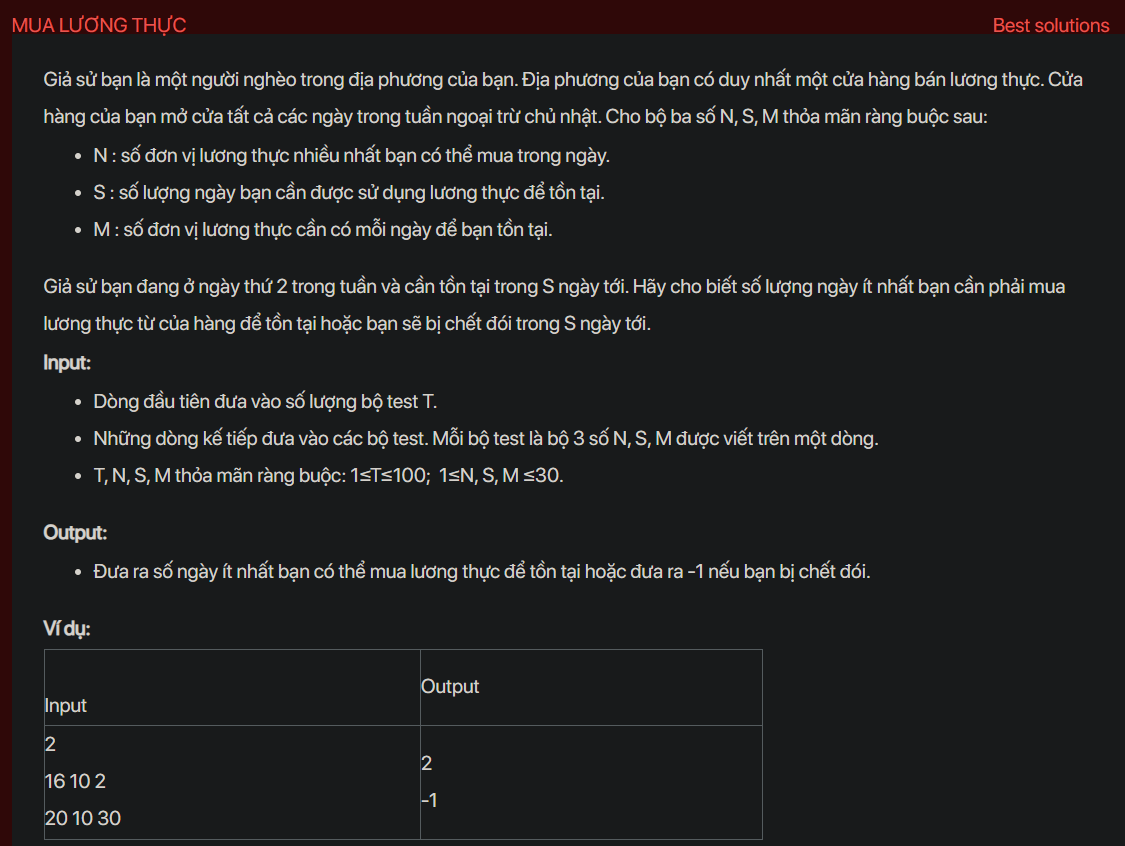 MUA LƯƠNG THỰC
Best solutions
Giả sử bạn là một người nghèo trong địa phương của bạn. Địa phương của bạn có duy nhất một cửa hàng bán lương thực. Cửa
hàng của bạn mở cửa tất cả các ngày trong tuần ngoại trừ chủ nhật. Cho bộ ba số N, S, M thỏa mãn ràng buộc sau:
• N : số đơn vị lương thực nhiều nhất bạn có thể mua trong ngày.
• S : số lượng ngày bạn cần được sử dụng lương thực để tồn tại.
• M : số đơn vị lương thực cần có mỗi ngày để bạn tồn tại.
Giả sử bạn đang ở ngày thứ 2 trong tuần và cần tồn tại trong S ngày tới. Hãy cho biết số lượng ngày ít nhất bạn cần phải mua
lương thực từ của hàng để tồn tại hoặc bạn sẽ bị chết đói trong S ngày tới.
Input:
• Dòng đầu tiên đưa vào số lượng bộ test T.
• Những dòng kế tiếp đưa vào các bộ test. Mỗi bộ test là bộ 3 số N, S, M được viết trên một dòng.
• T, N, S, M thỏa mãn ràng buộc: 1≤T≤100; 1≤N, S, M ≤30.
Output:
• Đưa ra số ngày ít nhất bạn có thể mua lương thực để tồn tại hoặc đưa ra -1 nếu bạn bị chết đói.
Ví dụ:
Input
Output
2
16 10 2
20 10 30
2
-1